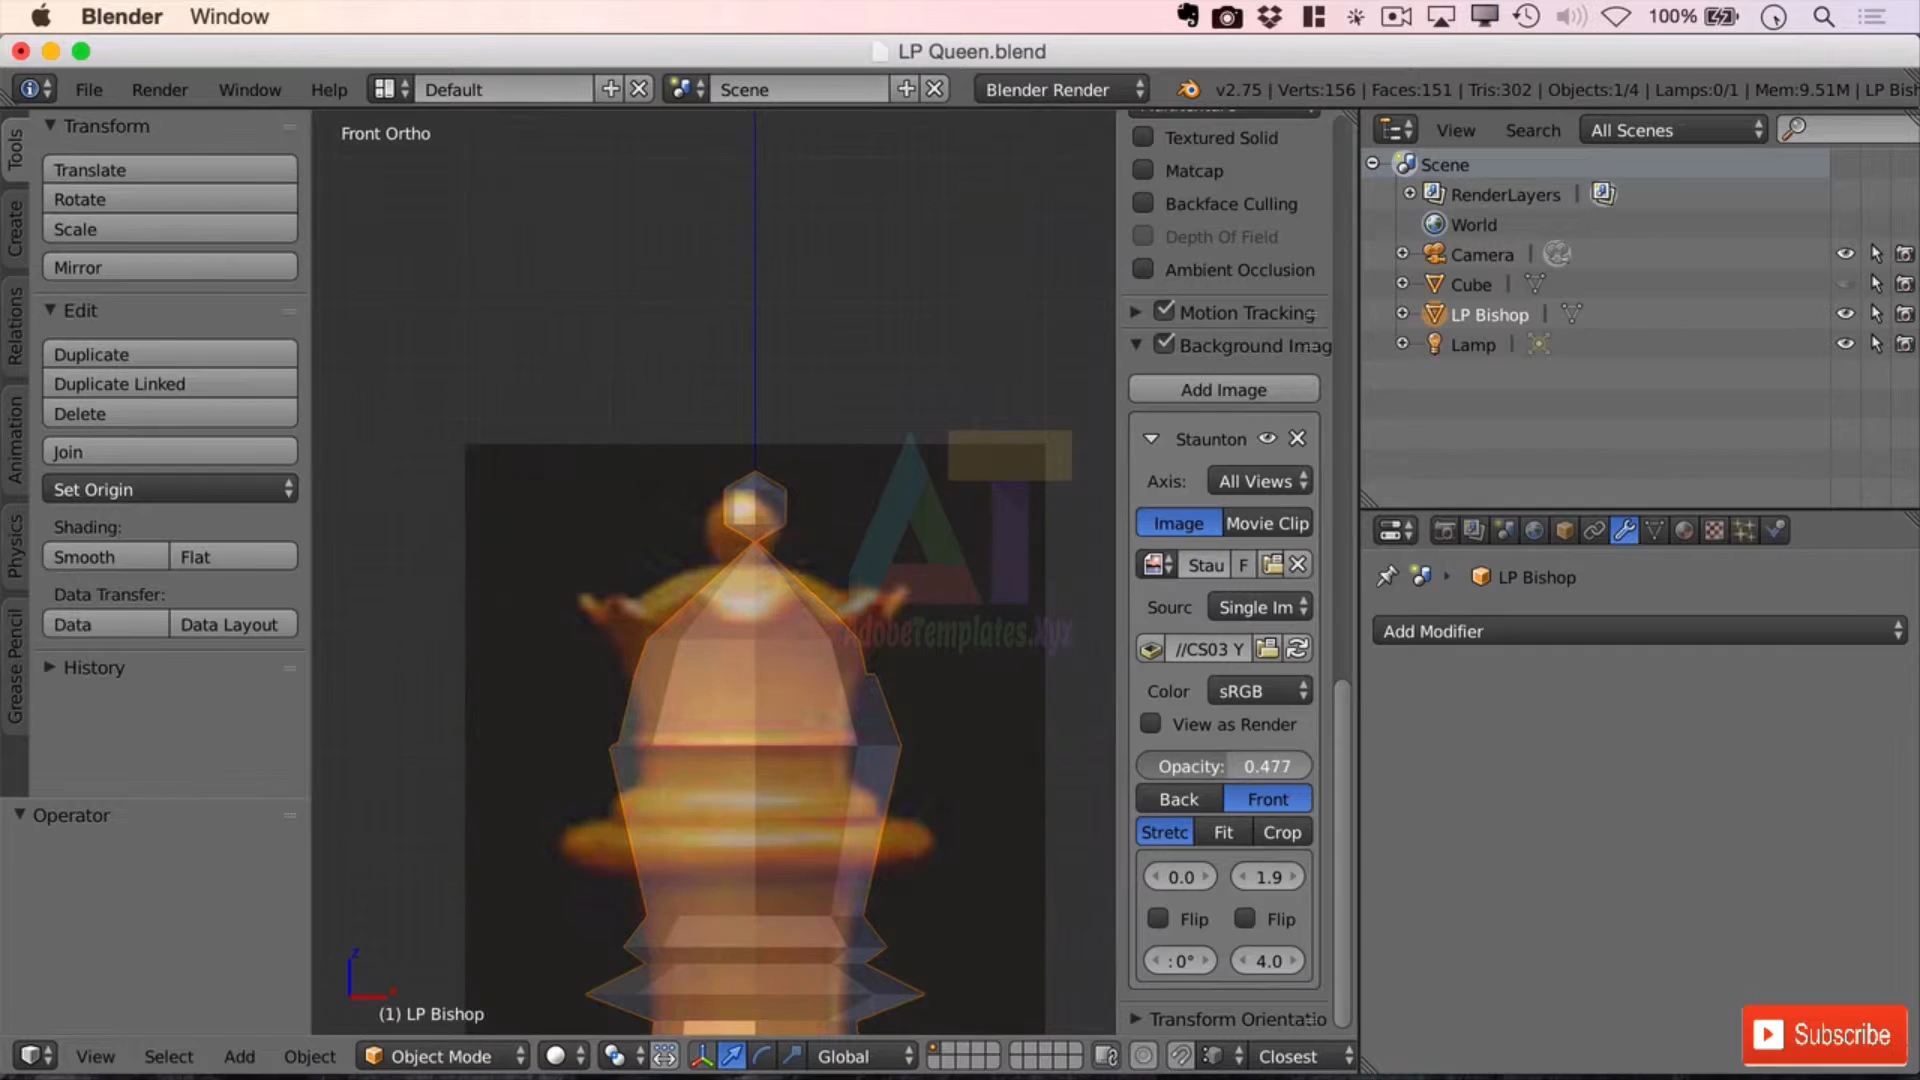 Blender Window
100%
LP Queen.blend
File Render Window Help Default Scene Blender Render v2.75 | Verts:156 | Faces:151 | Tris:302 | Objects:1/4 | Lamps:0/1 | Mem:9.51M | LP Bish
Tools
Create
Relations
Animation
Physics
Grease Pencil
Transform
Translate
Rotate
Scale
Mirror
Edit
Duplicate
Duplicate Linked
Delete
Join
Set Origin
Shading:
Smooth Flat
Data Transfer:
Data Data Layout
History
Operator
Front Ortho
AT
AdobeTemplates.Xyz
z
x
(1) LP Bishop
Textured Solid
Matcap
Backface Culling
Depth Of Field
Ambient Occlusion
Motion Tracking
Background Imag
Add Image
Staunton
Axis: All Views
Image Movie Clip
Stau F
Sourc Single Im
//CS03 Y
Color sRGB
View as Render
Opacity: 0.477
Back Front
Stretc Fit Crop
0.0 1.9
Flip Flip
: 0° 4.0
Transform Orientatio
View Search All Scenes
Scene
RenderLayers |
World
Camera |
Cube |
LP Bishop |
Lamp |
LP Bishop
Add Modifier
Subscribe
View Select Add Object Object Mode Global Closest